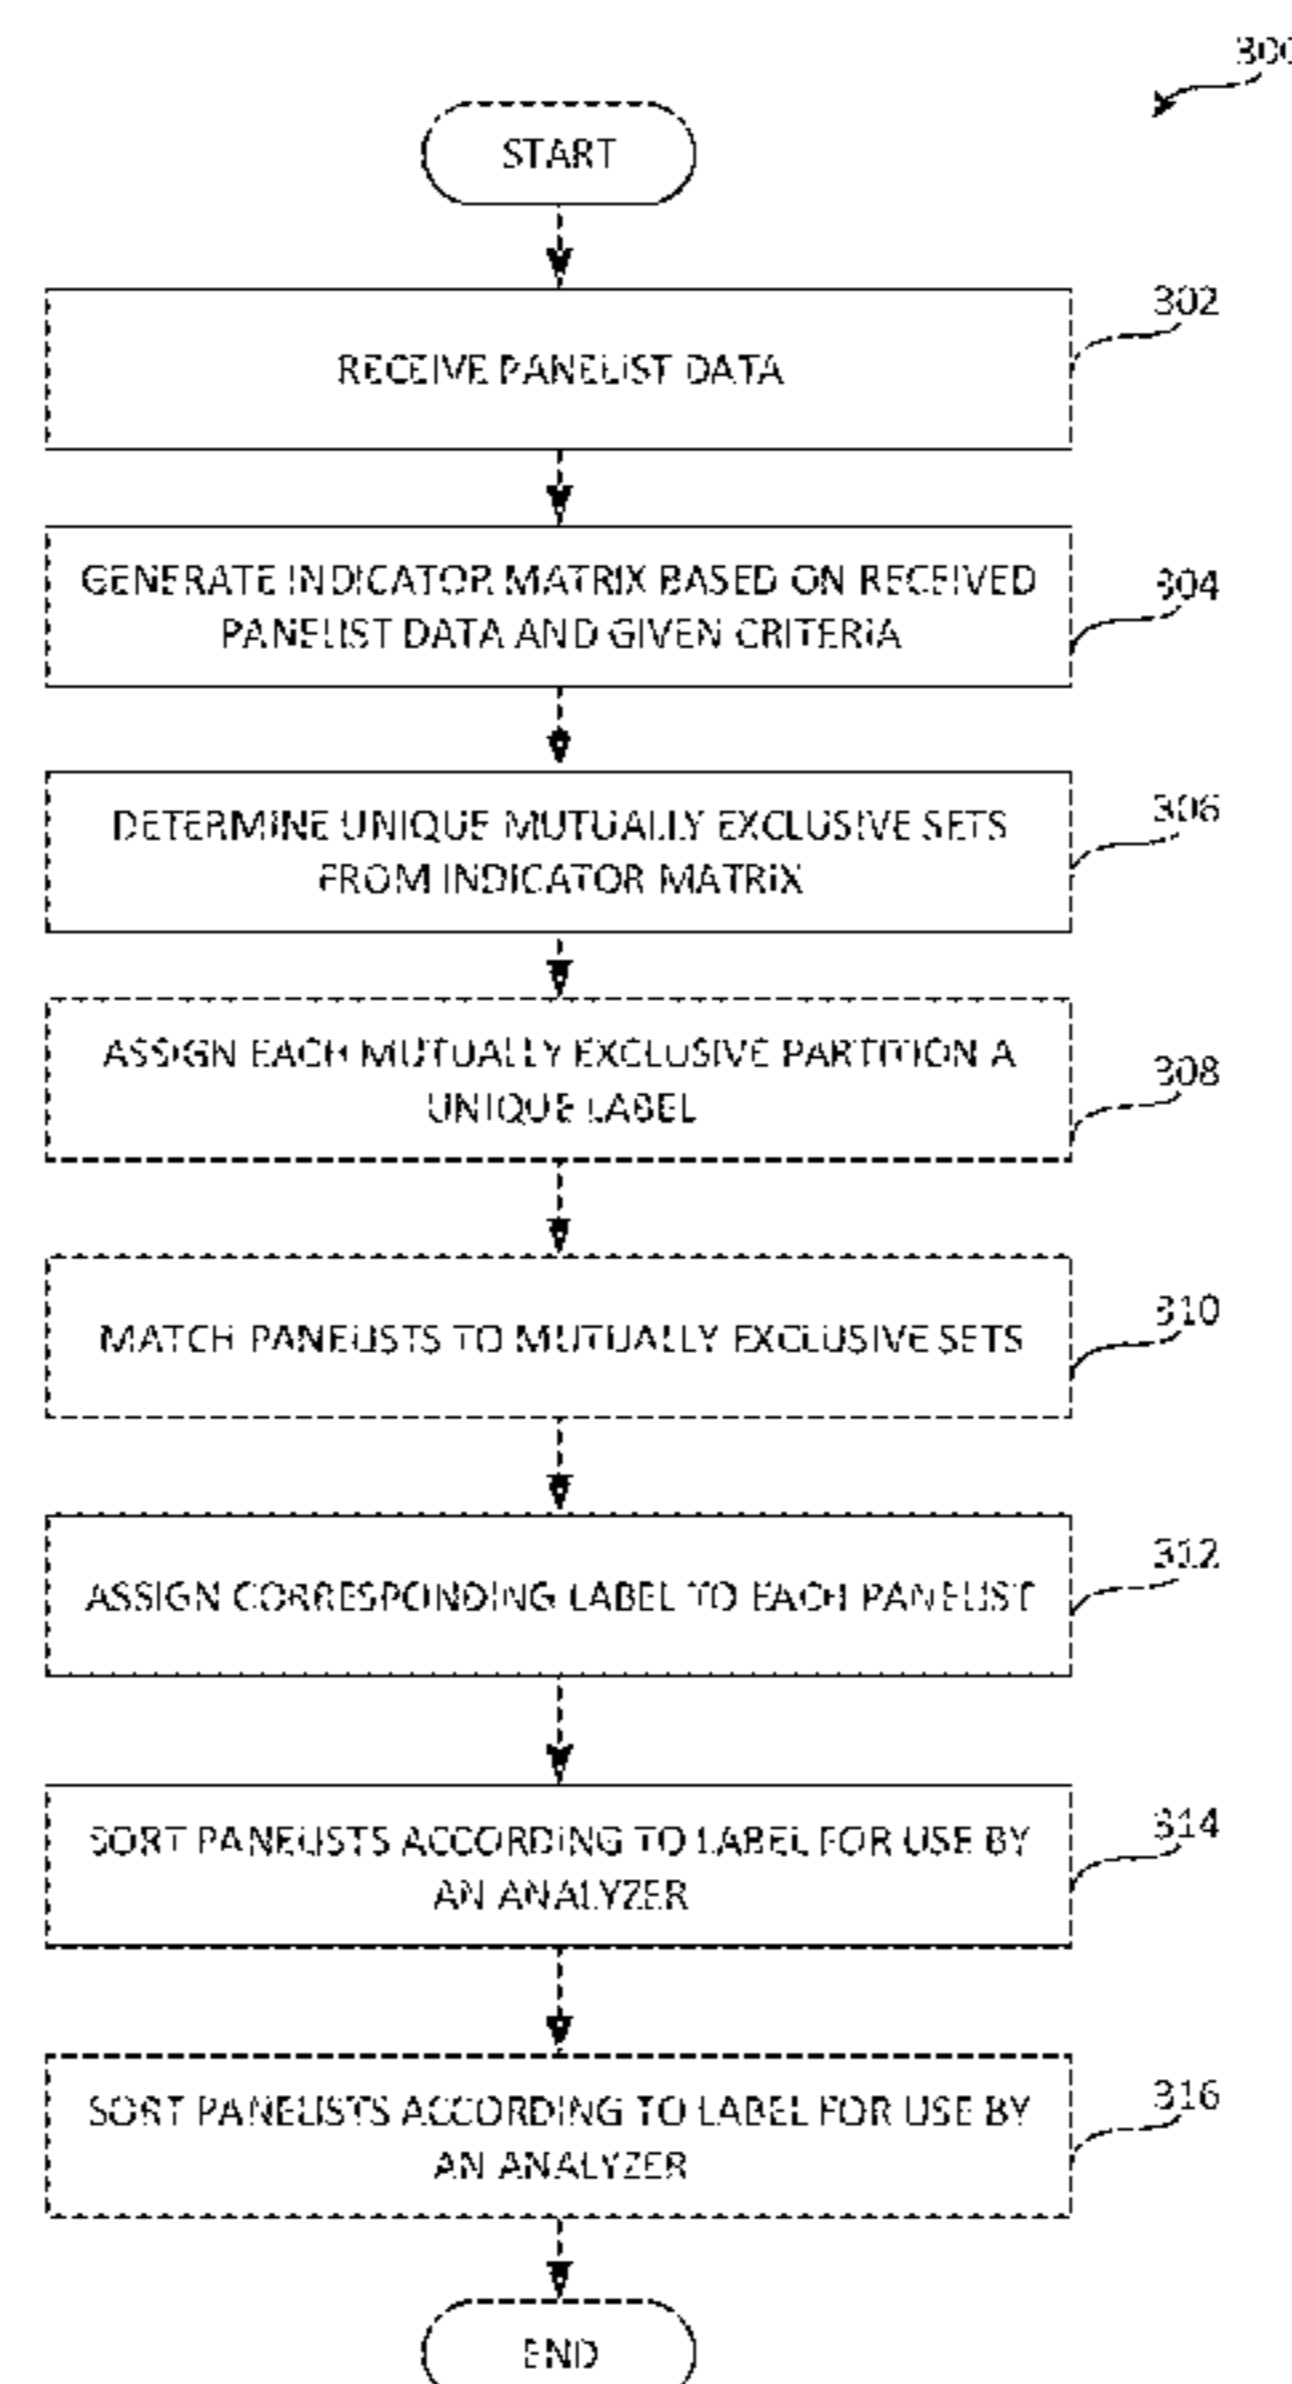 300
START
RECEIVE PANELIST DATA
302
GENERATE INDICATOR MATRIX BASED ON RECEIVED
PANELIST DATA AND GIVEN CRITERIA
304
DETERMINE UNIQUE MUTUALLY EXCLUSIVE SETS
FROM INDICATOR MATRIX
306
ASSIGN EACH MUTUALLY EXCLUSIVE PARTITION A
UNIQUE LABEL
308
MATCH PANELISTS TO MUTUALLY EXCLUSIVE SETS
310
ASSIGN CORRESPONDING LABEL TO EACH PANELIST
312
SORT PANELISTS ACCORDING TO LABEL FOR USE BY
AN ANALYZER
314
SORT PANELISTS ACCORDING TO LABEL FOR USE BY
AN ANALYZER
316
END